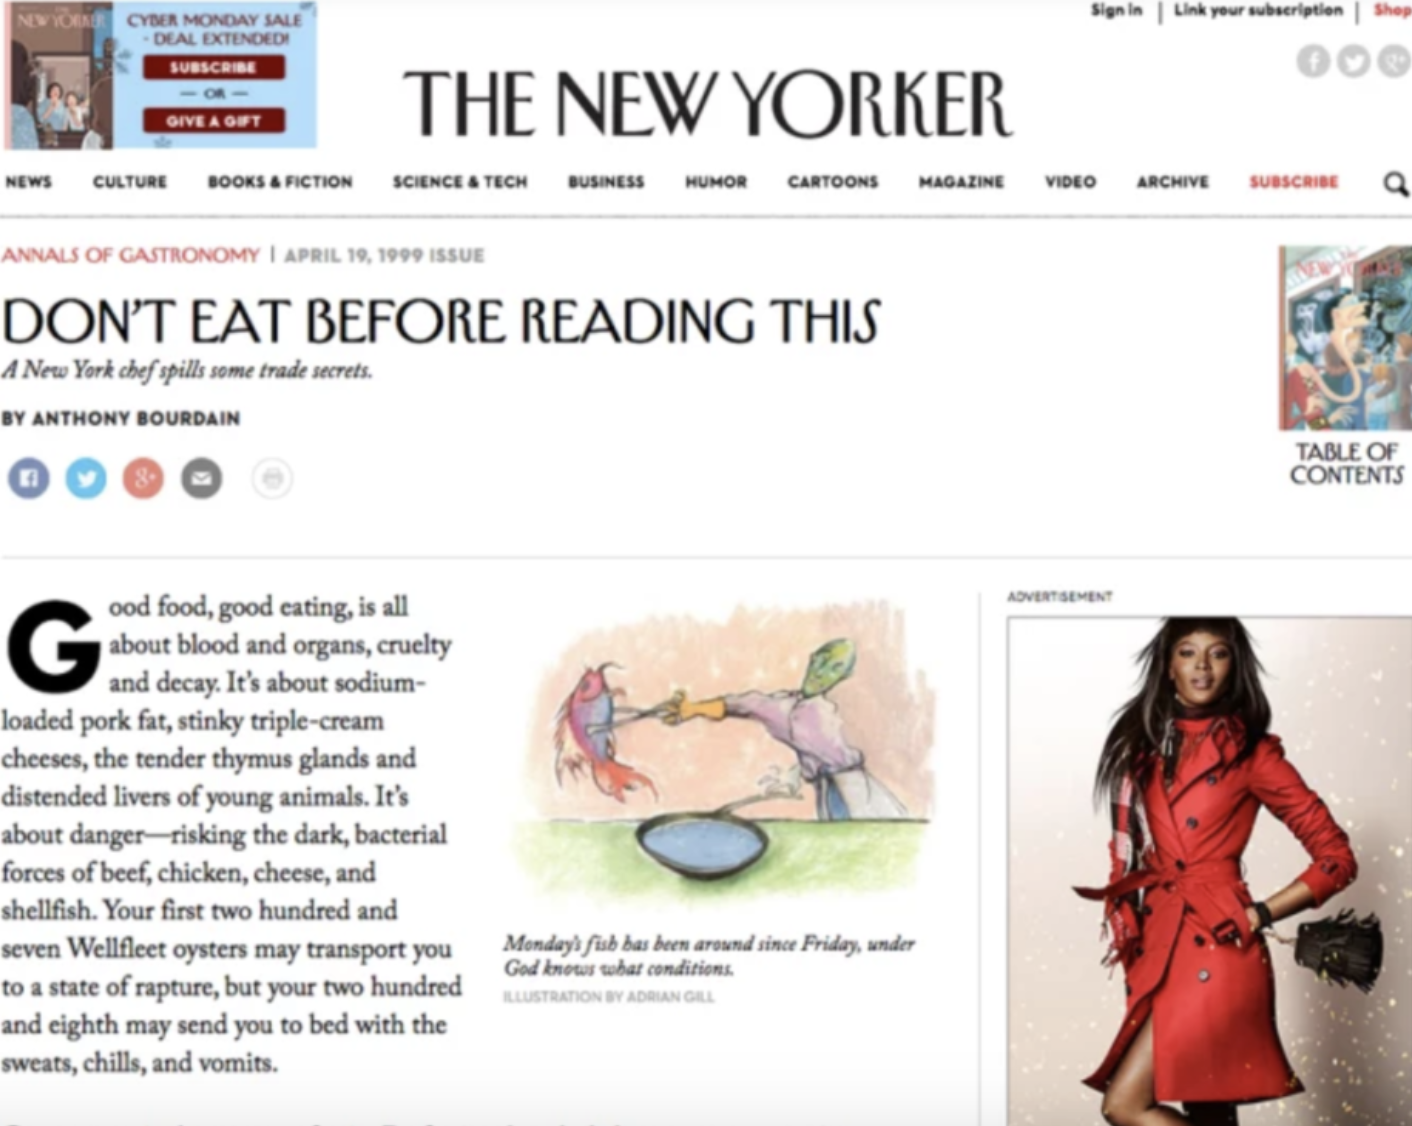 NEW YORKER
CYBER MONDAY SALE
- DEAL EXTENDED!
SUBSCRIBE
— OR —
GIVE A GIFT
Sign in | Link your subscription | Shop
THE NEW YORKER
NEWS CULTURE BOOKS & FICTION SCIENCE & TECH BUSINESS HUMOR CARTOONS MAGAZINE VIDEO ARCHIVE SUBSCRIBE
ANNALS OF GASTRONOMY | APRIL 19, 1999 ISSUE
DON'T EAT BEFORE READING THIS
A New York chef spills some trade secrets.
BY ANTHONY BOURDAIN
NEW YORKER
TABLE OF
CONTENTS
Good food, good eating, is all
about blood and organs, cruelty
and decay. It's about sodium-
loaded pork fat, stinky triple-cream
cheeses, the tender thymus glands and
distended livers of young animals. It's
about danger—risking the dark, bacterial
forces of beef, chicken, cheese, and
shellfish. Your first two hundred and
seven Wellfleet oysters may transport you
to a state of rapture, but your two hundred
and eighth may send you to bed with the
sweats, chills, and vomits.
Monday's fish has been around since Friday, under
God knows what conditions.
ILLUSTRATION BY ADRIAN GILL
ADVERTISEMENT